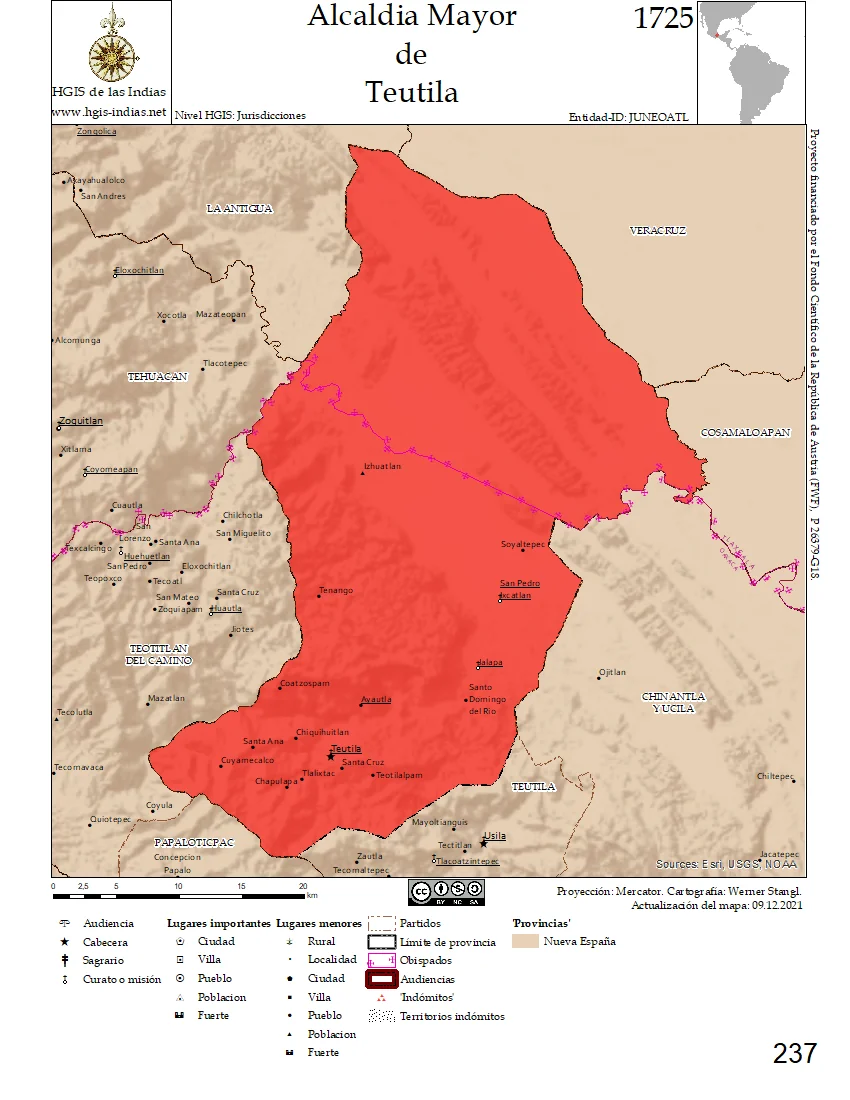 Alcaldia Mayor
de
Teutila
1725
HGIS de las Indias
www.hgis-indias.net
Nivel HGIS: Jurisdicciones
Entidad-ID: JUNEOATL
Proyecto financiado por el Fondo Científico de la República de Austria (FWF), P 26379-G18.
Zongolica
Axayahualolco
San Andres
LA ANTIGUA
VERACRUZ
Eloxochitlan
Xocotla
Mazateopan
Alcomunga
Tlacotepec
TEHUACAN
Zoquitlan
COSAMALOAPAN
Xitlama
Coyomeapan
Izhuatlan
Cuautla
Chilchotla
San
Lorenzo
Santa Ana
San Miguelito
Texcalcingo
Huehuetlan
Soyaltepec
TLAXCALA
OAXACA
San Pedro
Eloxochitlan
Teopoxco
Tecoatl
San Pedro
Ixcatlan
San Mateo
Santa Cruz
Tenango
Zoquiapam
Huautla
Jiotes
TEOTITLAN
DEL CAMINO
Jalapa
Ojitlan
Coatzospam
Santo
Domingo
del Rio
CHINANTLA
Y UCILA
Mazatlan
Ayautla
Tecolutla
Chiquihuitlan
Santa Ana
Teutila
Cuyamecalco
Santa Cruz
Tecomavaca
Tlalixtac
Teotilalpam
Chapulapa
TEUTILA
Chiltepec
Coyula
Quiotepec
Mayoltianguis
PAPALOTICPAC
Usila
Tectitlan
Concepcion
Papalo
Zautla
Tlacoatzintepec
Tecomaltepec
Jacatepec
Sources: Esri, USGS, NOAA
0 2,5 5 10 15 20
km
CC BY NC SA
Proyección: Mercator. Cartografía: Werner Stangl.
Actualización del mapa: 09.12.2021
Audiencia
Cabecera
Sagrario
Curato o misión
Lugares importantes
Ciudad
Villa
Pueblo
Poblacion
Fuerte
Lugares menores
Rural
Localidad
Ciudad
Villa
Pueblo
Poblacion
Fuerte
Partidos
Límite de provincia
Obispados
Audiencias
'Indómitos'
Territorios indómitos
'Provincias'
Nueva España
237